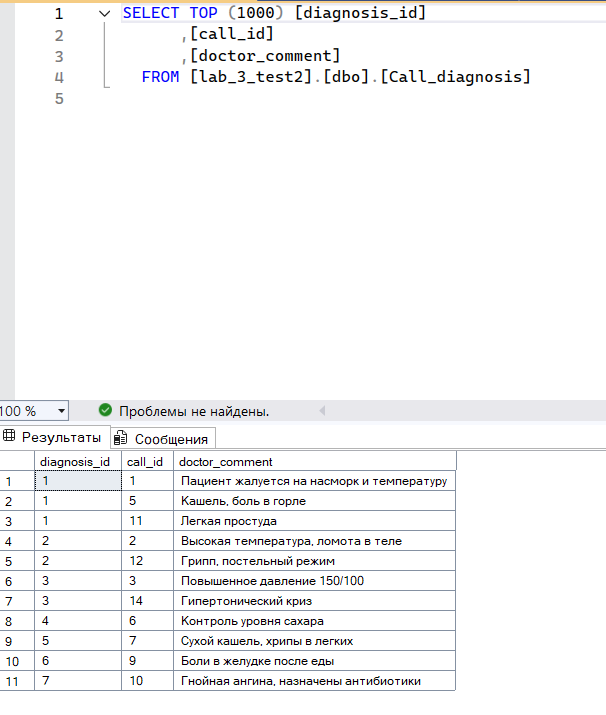 1 SELECT TOP (1000) [diagnosis_id]
2 ,[call_id]
3 ,[doctor_comment]
4 FROM [lab_3_test2].[dbo].[Call_diagnosis]
5
100 % Проблемы не найдены.
Результаты Сообщения
diagnosis_id call_id doctor_comment
1 1 1 Пациент жалуется на насморк и температуру
2 1 5 Кашель, боль в горле
3 1 11 Легкая простуда
4 2 2 Высокая температура, ломота в теле
5 2 12 Грипп, постельный режим
6 3 3 Повышенное давление 150/100
7 3 14 Гипертонический криз
8 4 6 Контроль уровня сахара
9 5 7 Сухой кашель, хрипы в легких
10 6 9 Боли в желудке после еды
11 7 10 Гнойная ангина, назначены антибиотики